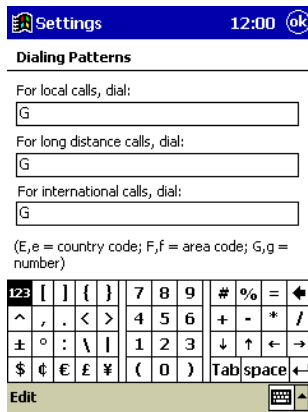 Settings 12:00 ok
Dialing Patterns
For local calls, dial:
G
For long distance calls, dial:
G
For international calls, dial:
G
(E,e = country code; F,f = area code; G,g =
number)
123 [ ] { } 7 8 9 # % = ←
^ , . < > 4 5 6 + - * /
± ° : \ | 1 2 3 ↓ ↑ ← →
$ ¢ € £ ¥ ( 0 ) Tab space ↵
Edit